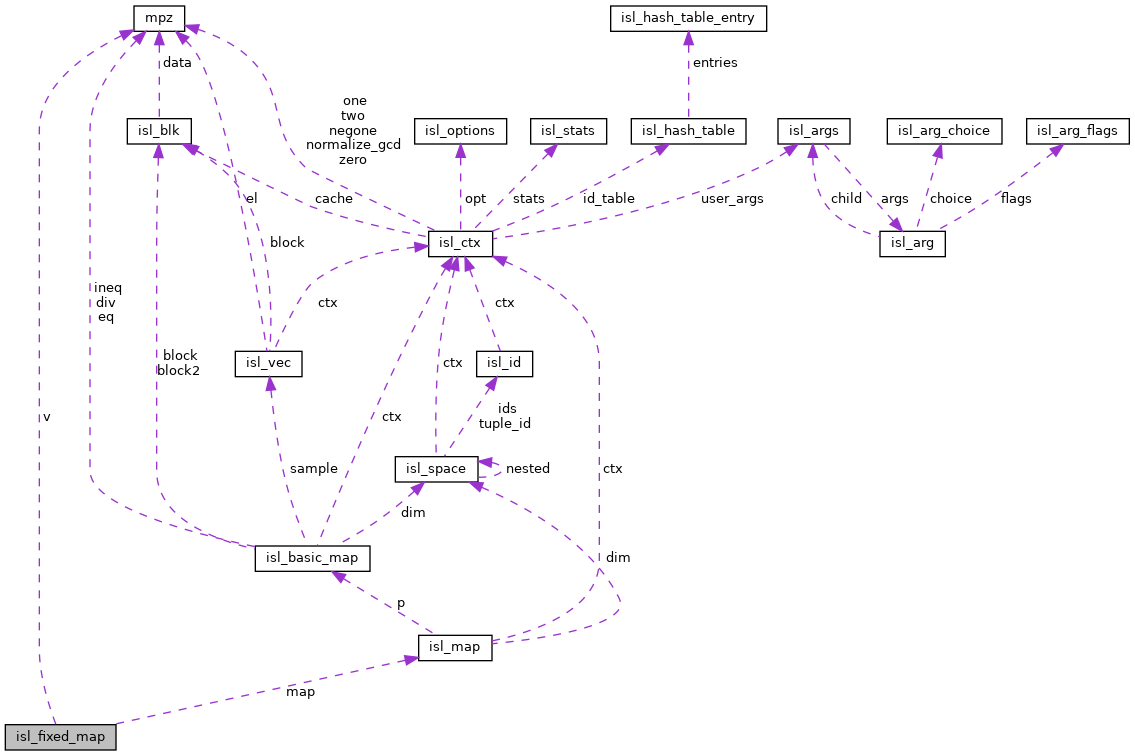 mpz
isl_hash_table_entry
data
entries
one
two
negone
normalize_gcd
zero
isl_blk
isl_options
isl_stats
isl_hash_table
isl_args
isl_arg_choice
isl_arg_flags
el
cache
opt
stats
id_table
user_args
child
args
choice
flags
block
isl_ctx
isl_arg
ineq
div
eq
ctx
ctx
block
block2
isl_vec
ctx
isl_id
ids
tuple_id
v
sample
ctx
isl_space
nested
ctx
dim
isl_basic_map
dim
p
isl_map
map
isl_fixed_map